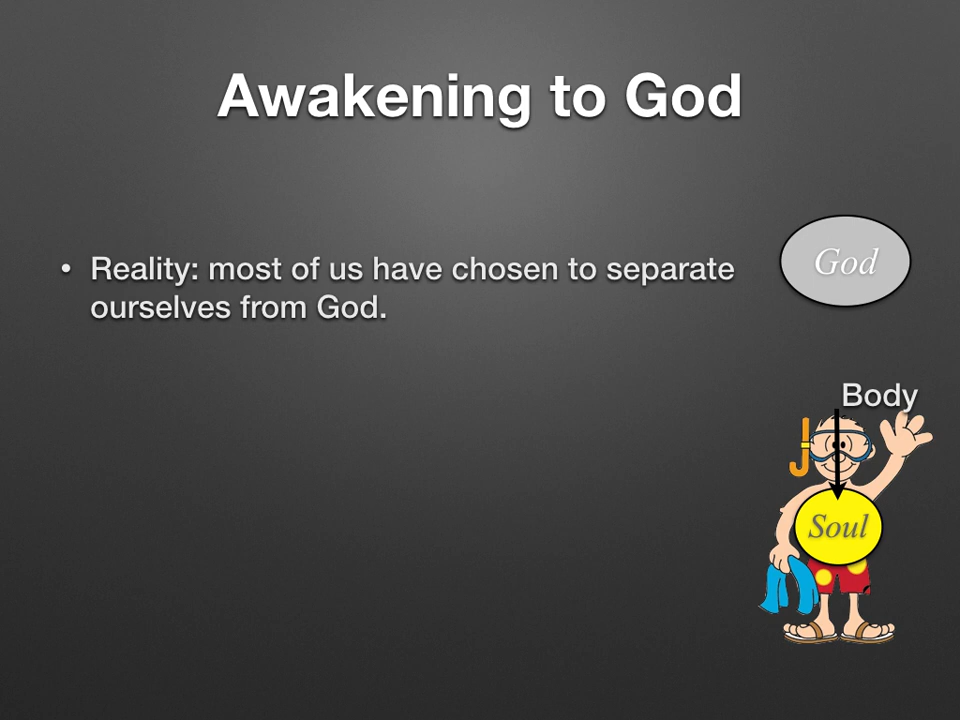 Awakening to God
• Reality: most of us have chosen to separate
ourselves from God.
God
Body
Soul